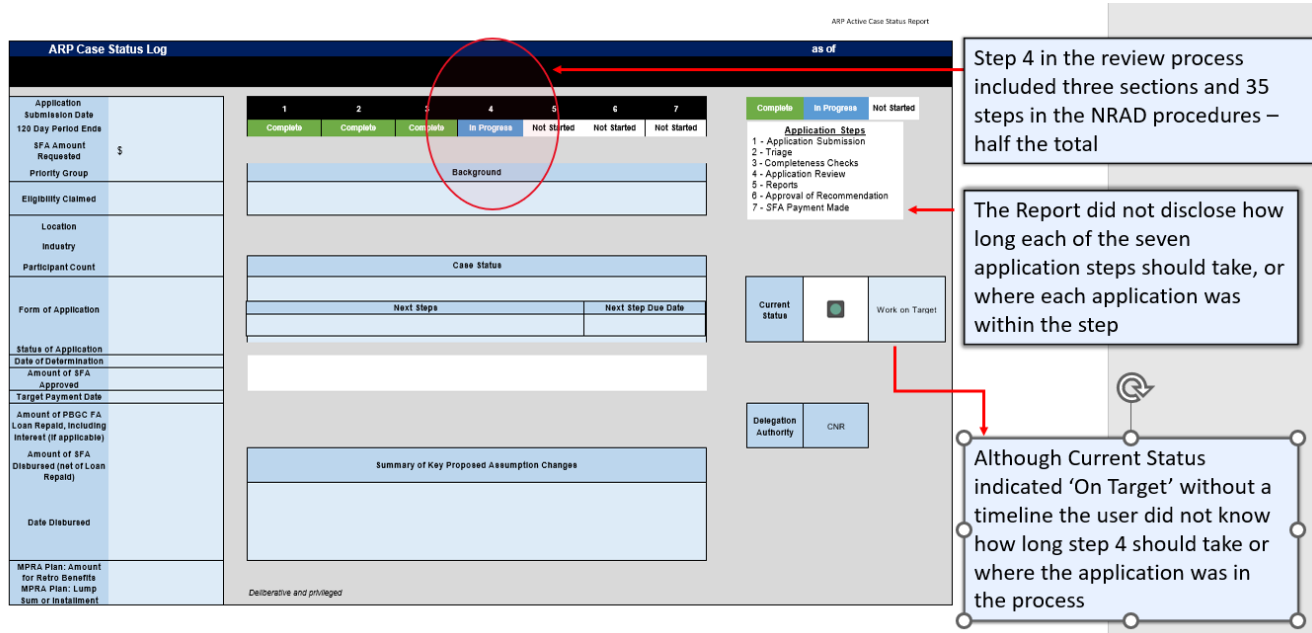 ARP Active Case Status Report
ARP Case Status Log
as of
Application
Submission Date
120 Day Period Ends
SFA Amount
Requested
$
Priority Group
Eligibility Claimed
Location
Industry
Participant Count
Form of Application
Status of Application
Date of Determination
Amount of SFA
Approved
Target Payment Date
Amount of PBGC FA
Loan Repaid, Including
Interest (if applicable)
Amount of SFA
Disbursed (net of Loan
Repaid)
Date Disbursed
MPRA Plan: Amount
for Retro Benefits
MPRA Plan: Lump
Sum or Installment
1 2 3 4 5 6 7
Complete Complete Complete In Progress Not Started Not Started Not Started
Background
Case Status
Next Steps Next Step Due Date
Summary of Key Proposed Assumption Changes
Deliberative and privileged
Complete In Progress Not Started
Application Steps
1 - Application Submission
2 - Triage
3 - Completeness Checks
4 - Application Review
5 - Reports
6 - Approval of Recommendation
7 - SFA Payment Made
Current
Status
Work on Target
Delegation
Authority
CNR
Step 4 in the review process
included three sections and 35
steps in the NRAD procedures –
half the total
The Report did not disclose how
long each of the seven
application steps should take, or
where each application was
within the step
Although Current Status
indicated ‘On Target’ without a
timeline the user did not know
how long step 4 should take or
where the application was in
the process